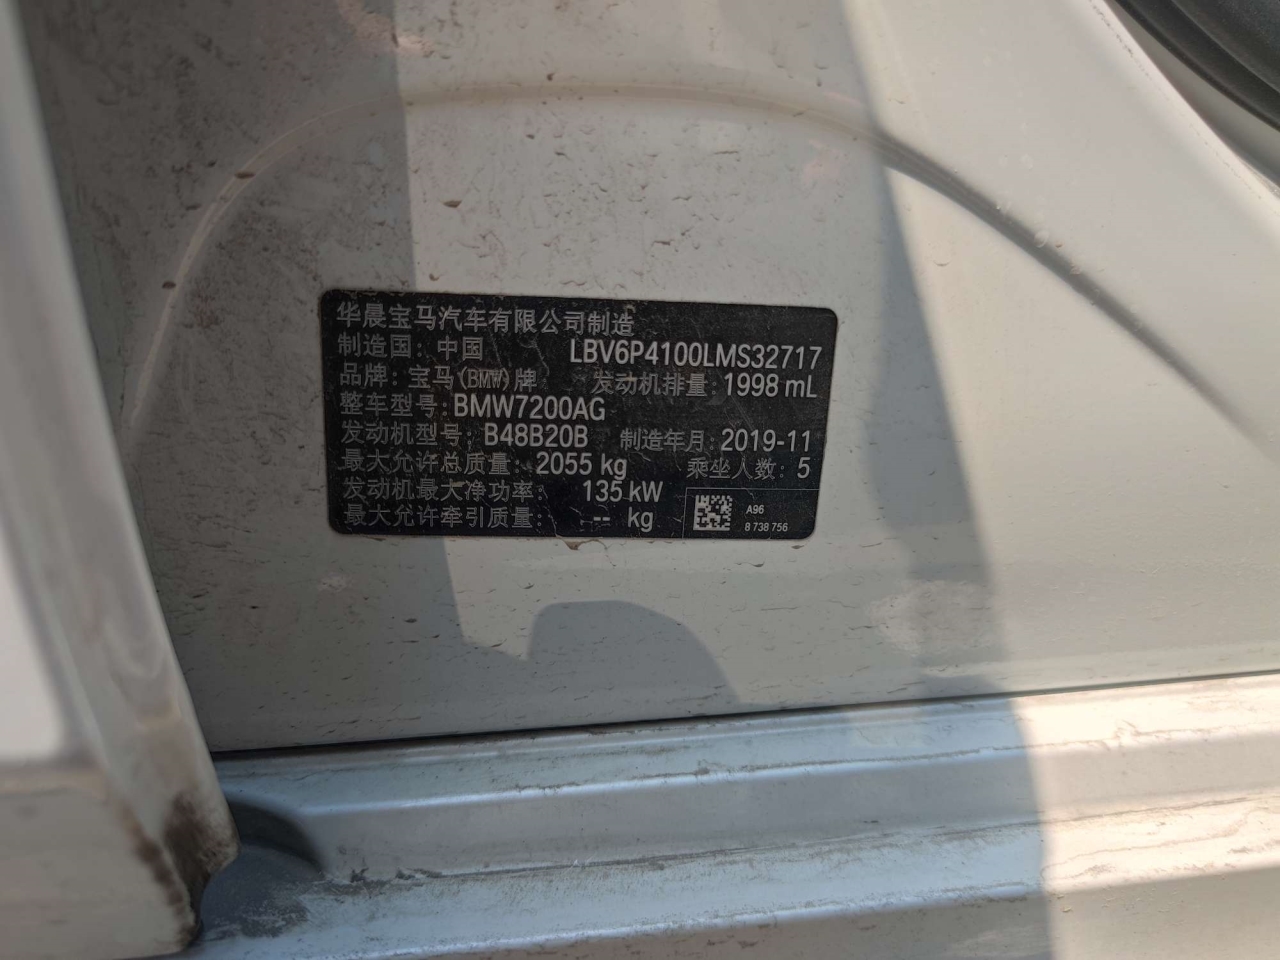 华晨宝马汽车有限公司制造
制造国: 中国 LBV6P4100LMS32717
品牌: 宝马(BMW)牌 发动机排量: 1998 mL
整车型号: BMW7200AG
发动机型号: B48B20B 制造年月: 2019-11
最大允许总质量: 2055 kg 乘坐人数: 5
发动机最大净功率: 135 kW
最大允许牵引质量: -- kg
A96
8 738 756